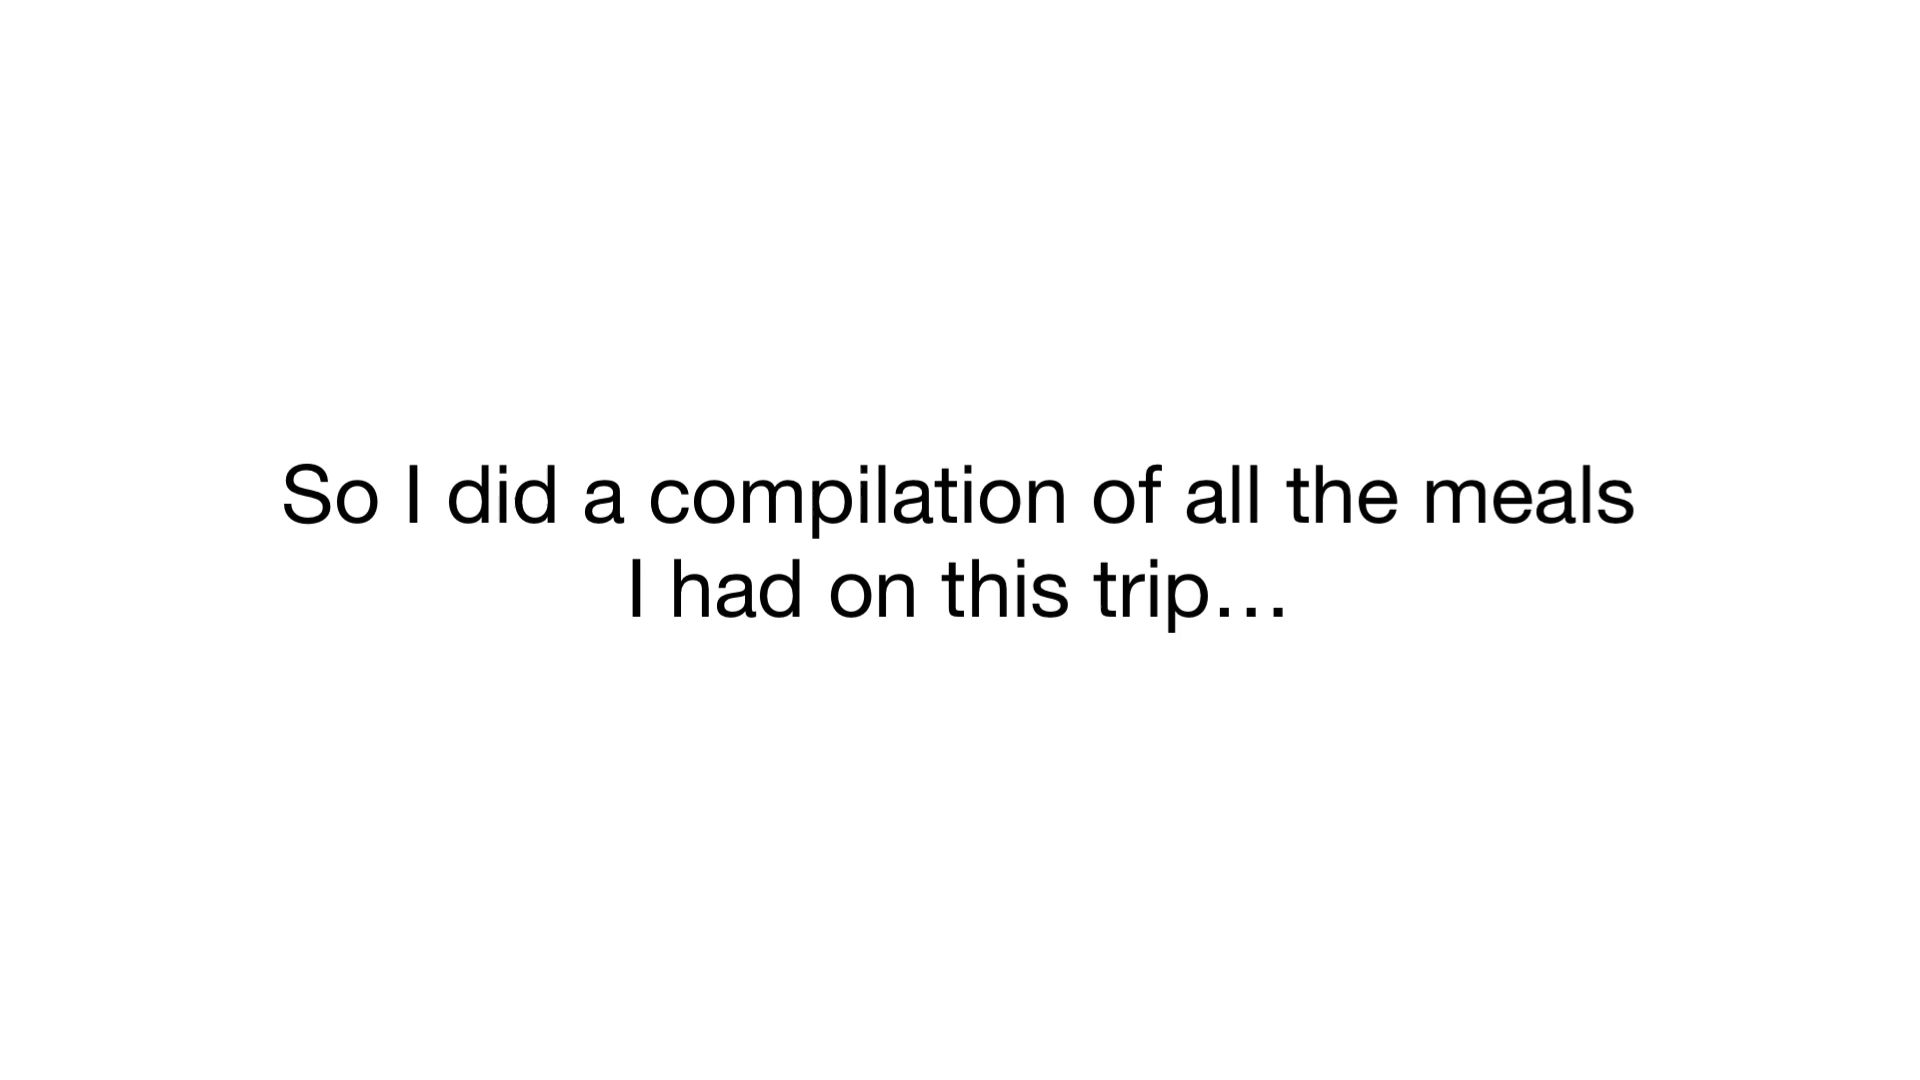 So I did a compilation of all the meals
I had on this trip…